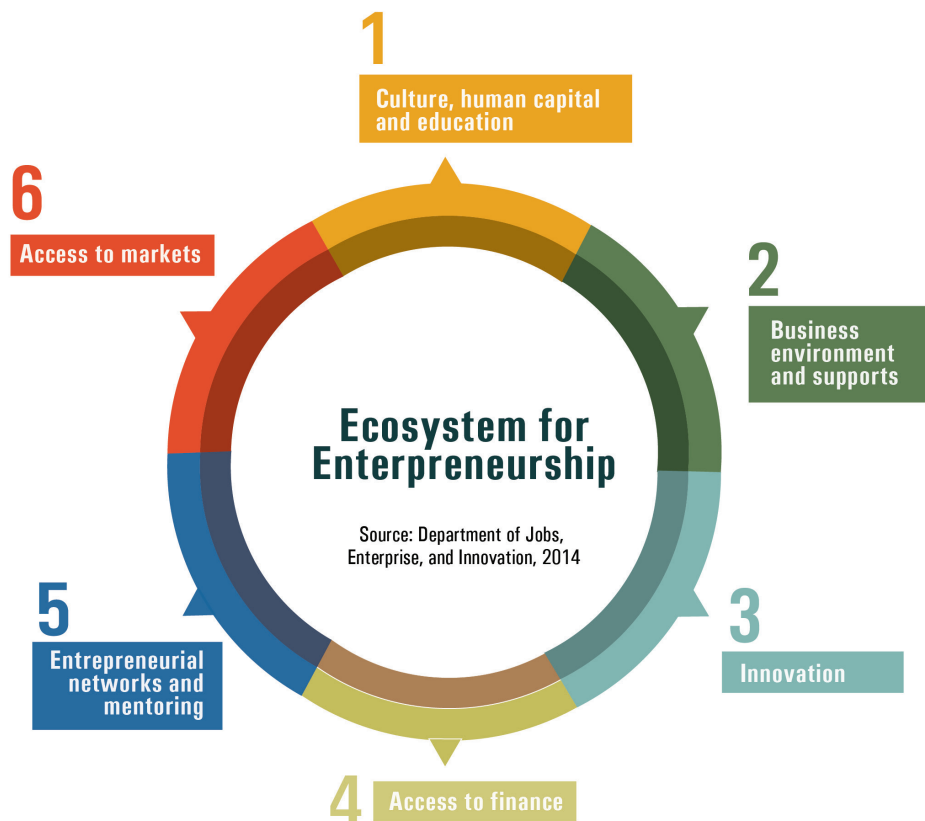 1
Culture, human capital
and education
2
Business
environment
and supports
3
Innovation
4
Access to finance
5
Entrepreneurial
networks and
mentoring
6
Access to markets
Ecosystem for
Enterpreneurship
Source: Department of Jobs,
Enterprise, and Innovation, 2014